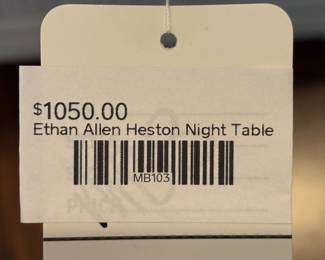 $1050.00
Ethan Allen Heston Night Table
MB103